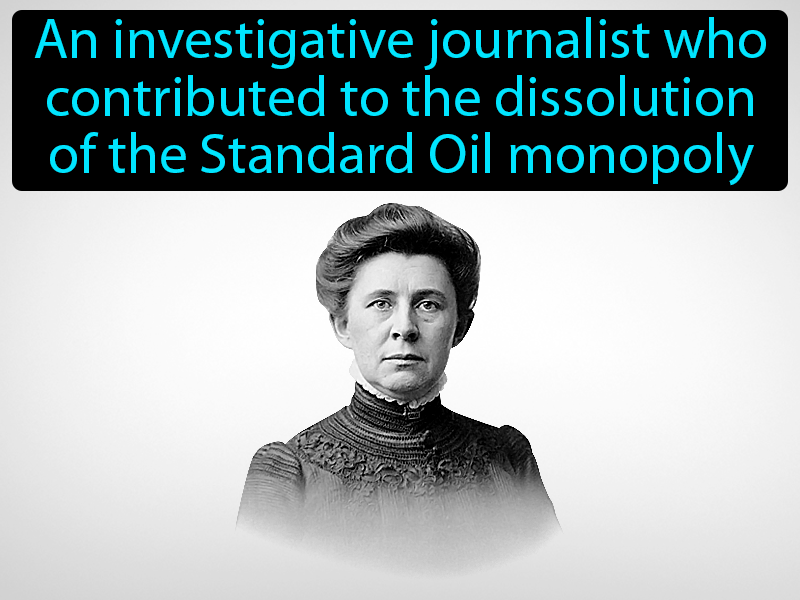 An investigative journalist who
contributed to the dissolution
of the Standard Oil monopoly